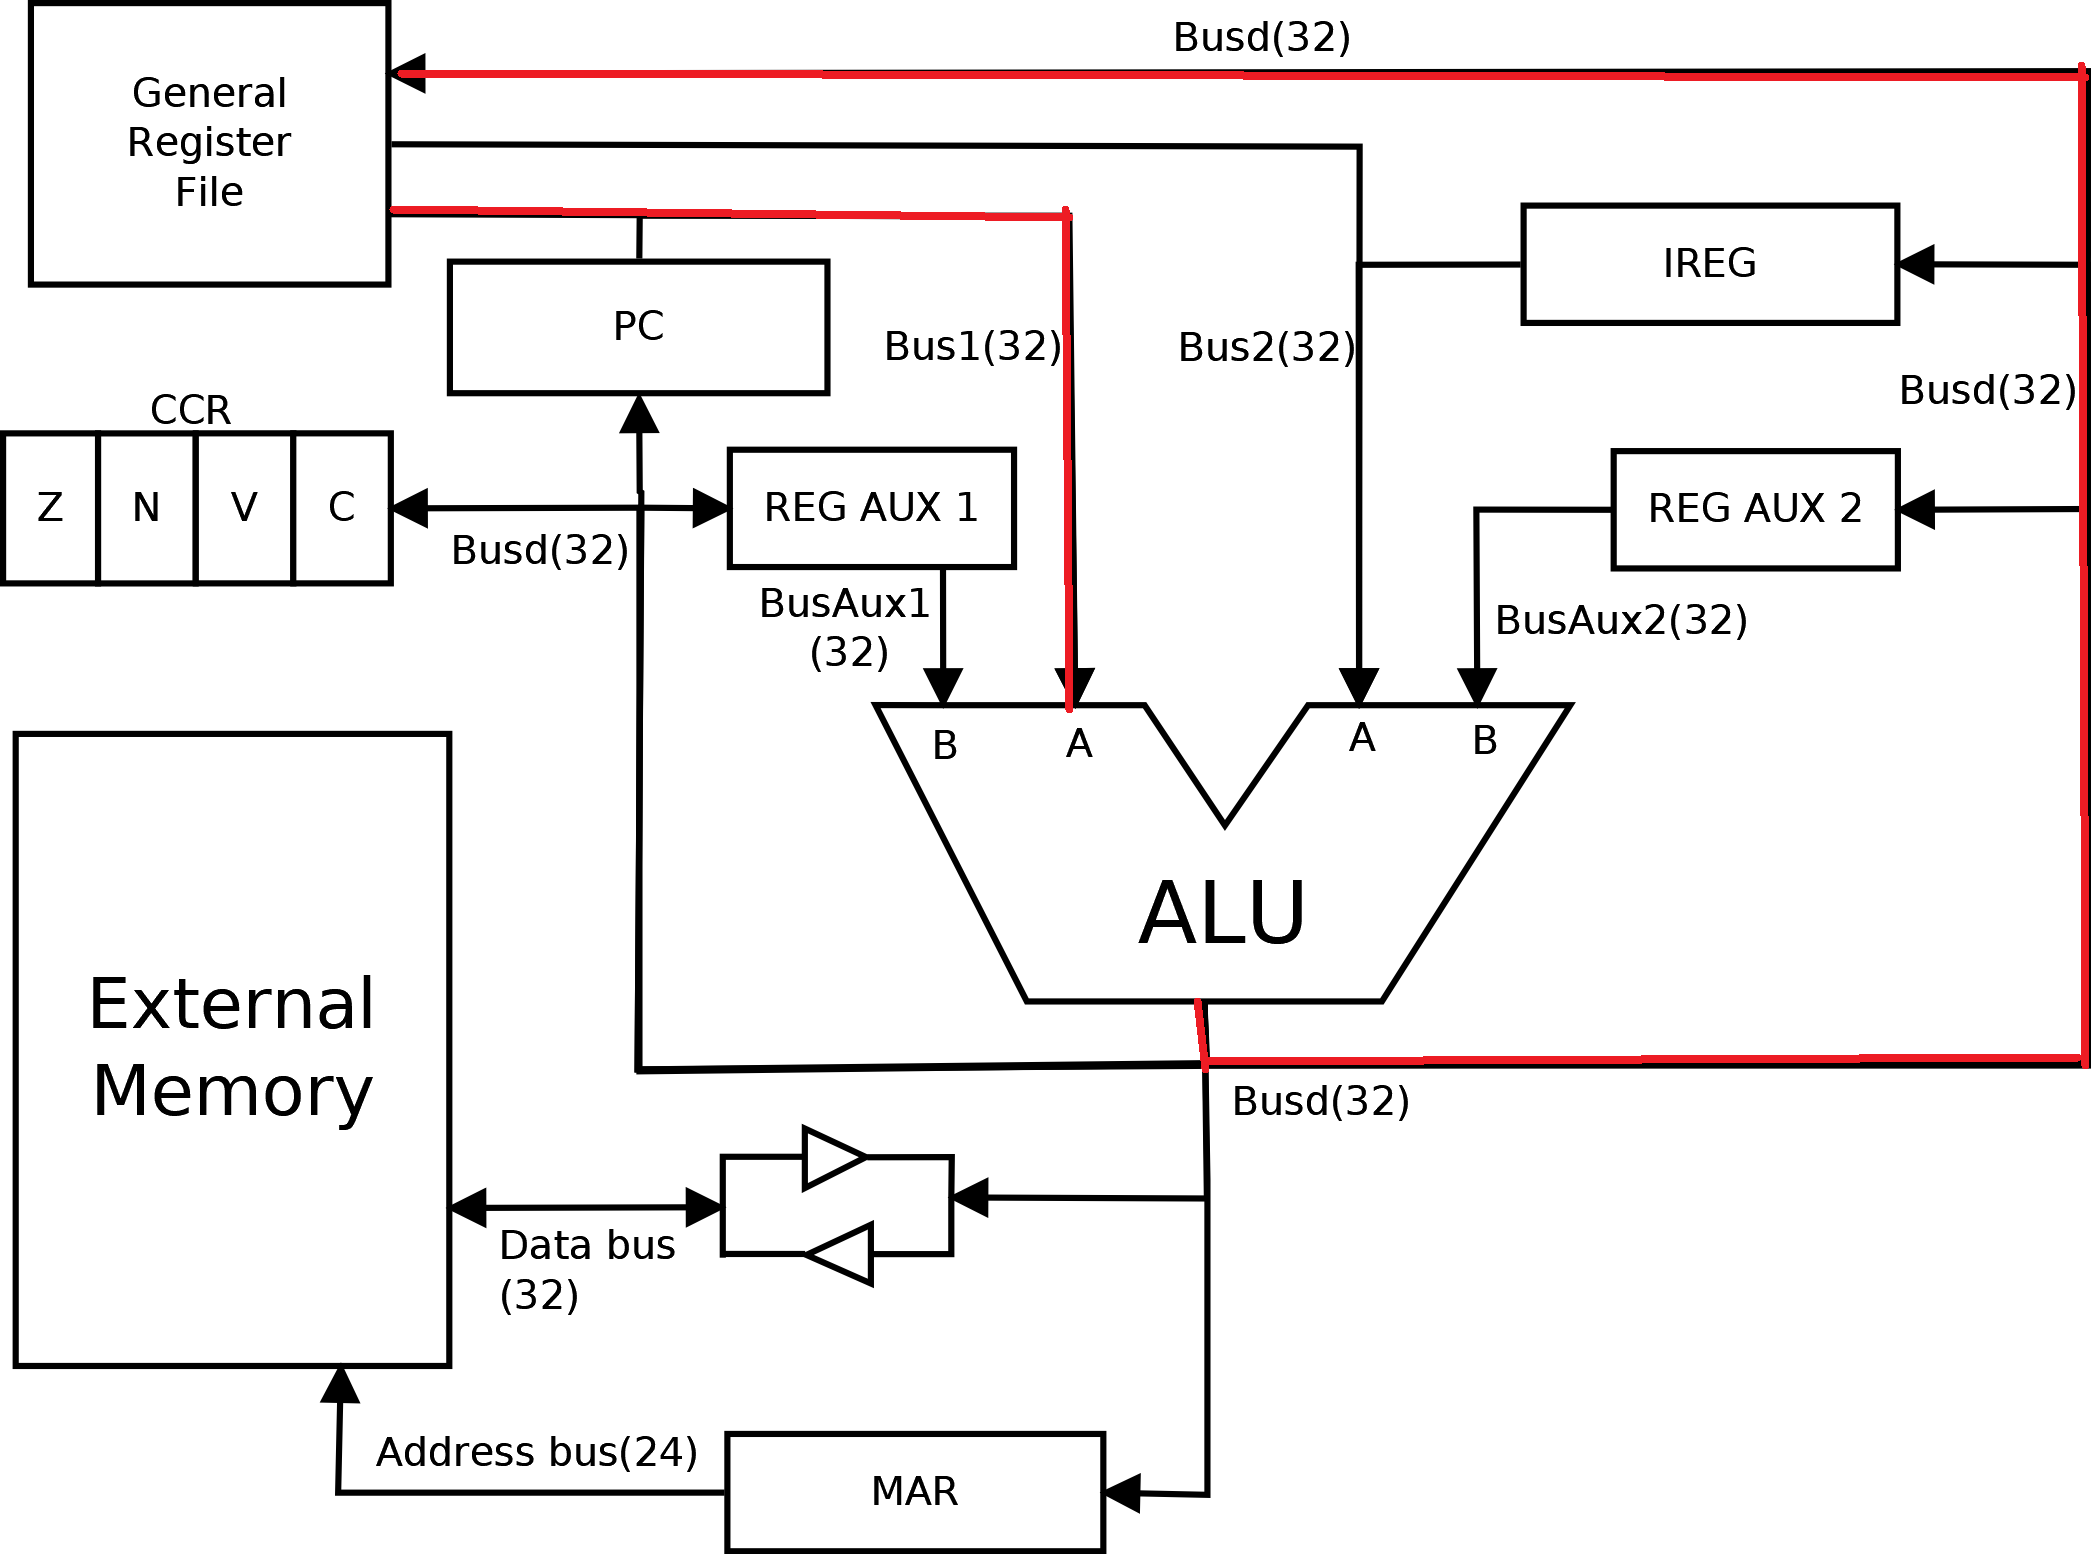 Busd(32)
General
Register
File
IREG
PC
Bus1(32)
Bus2(32)
Busd(32)
CCR
Z
N
V
C
REG AUX 1
REG AUX 2
Busd(32)
BusAux1
(32)
BusAux2(32)
B
A
A
B
ALU
External
Memory
Busd(32)
Data bus
(32)
Address bus(24)
MAR